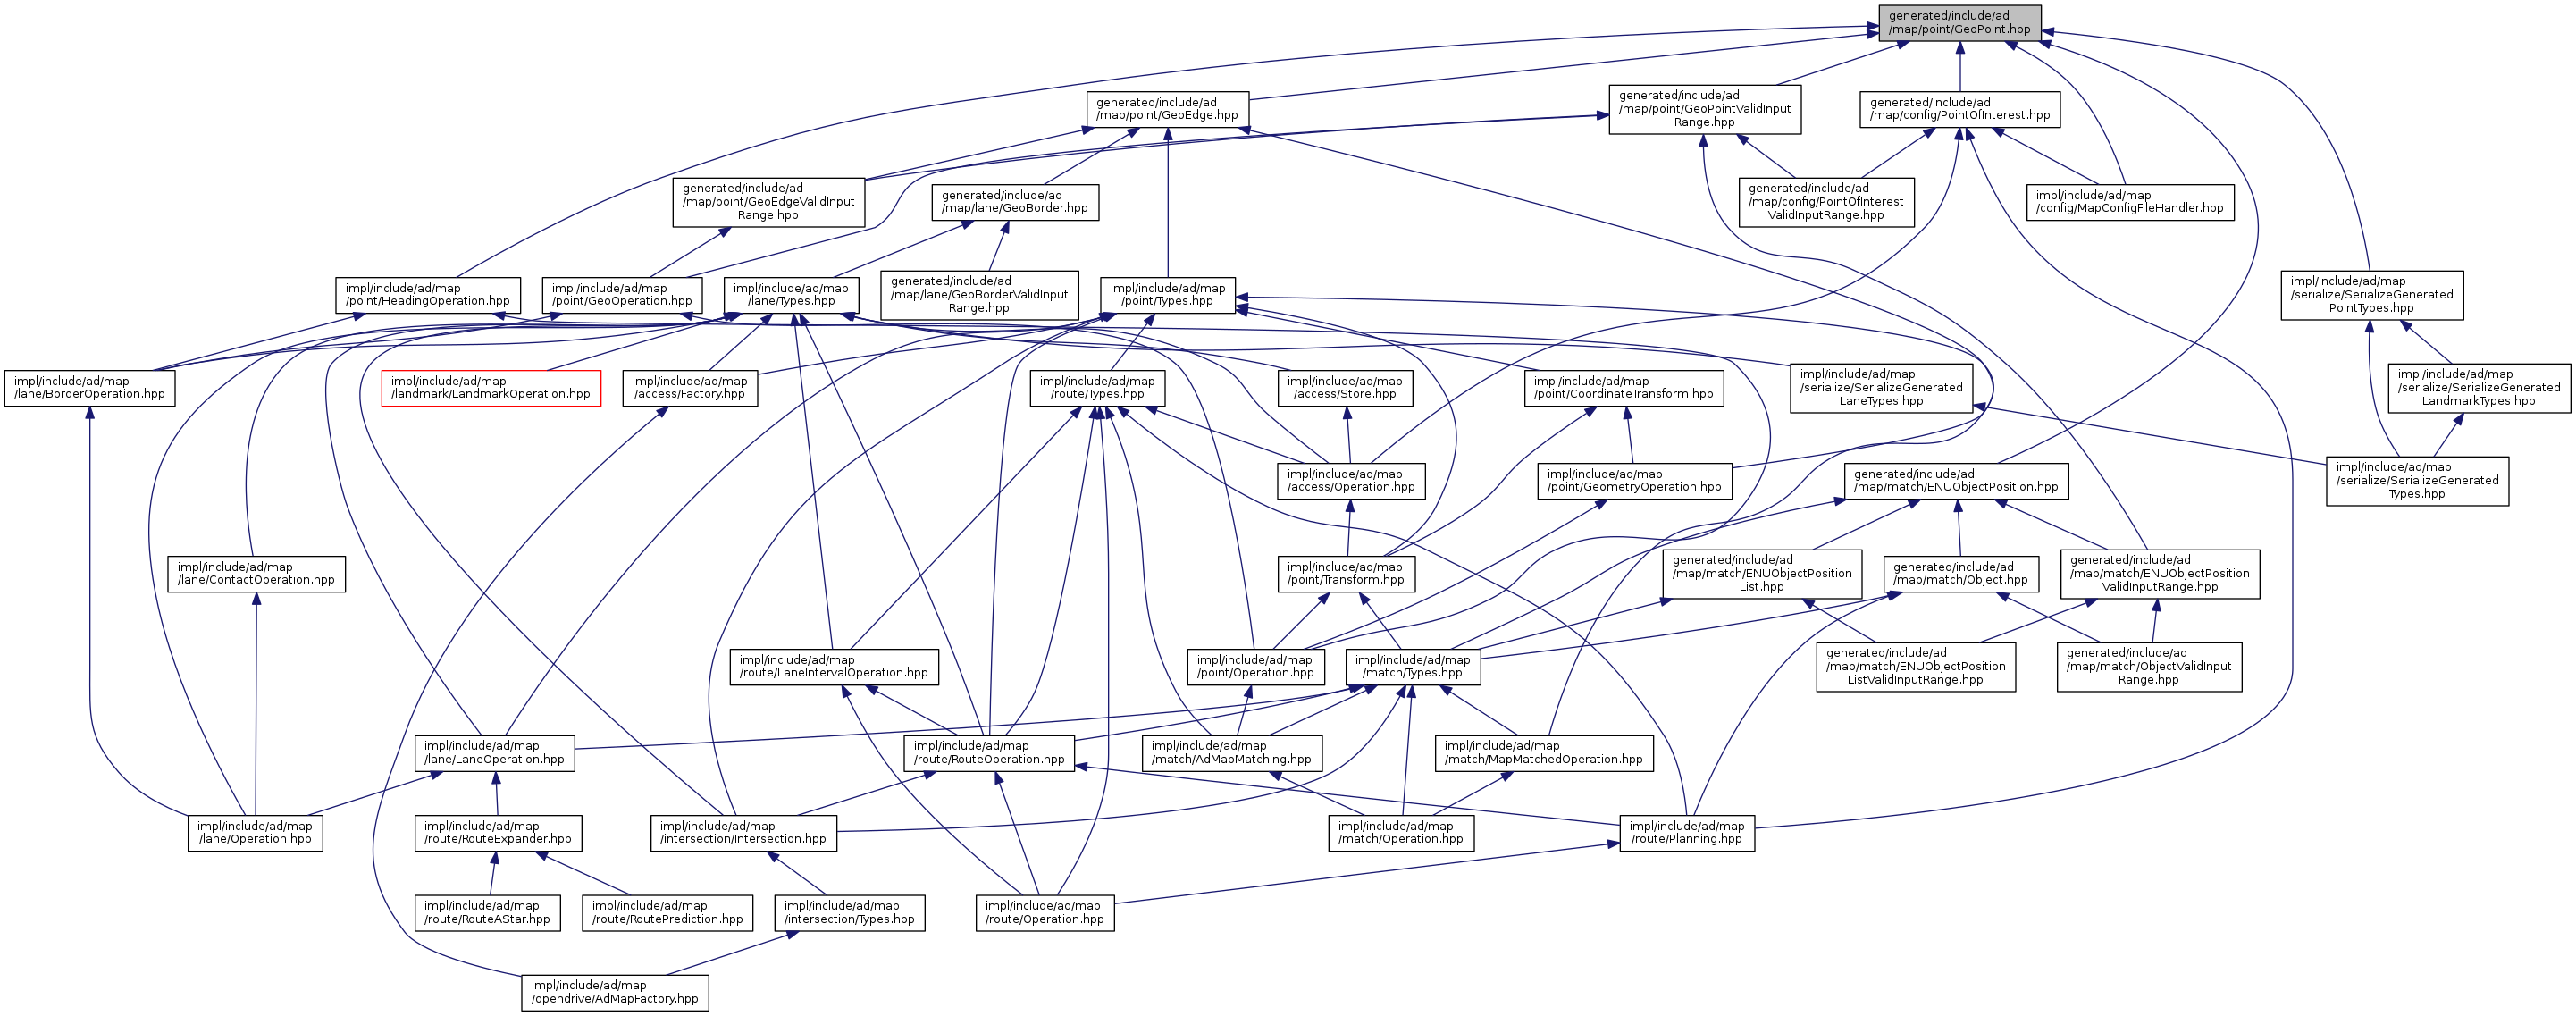 generated/include/ad
/map/point/GeoPoint.hpp
generated/include/ad
/map/point/GeoEdge.hpp
generated/include/ad
/map/point/GeoPointValidInput
Range.hpp
generated/include/ad
/map/config/PointOfInterest.hpp
generated/include/ad
/map/point/GeoEdgeValidInput
Range.hpp
generated/include/ad
/map/lane/GeoBorder.hpp
generated/include/ad
/map/config/PointOfInterest
ValidInputRange.hpp
impl/include/ad/map
/config/MapConfigFileHandler.hpp
impl/include/ad/map
/point/HeadingOperation.hpp
impl/include/ad/map
/point/GeoOperation.hpp
impl/include/ad/map
/lane/Types.hpp
generated/include/ad
/map/lane/GeoBorderValidInput
Range.hpp
impl/include/ad/map
/point/Types.hpp
impl/include/ad/map
/serialize/SerializeGenerated
PointTypes.hpp
impl/include/ad/map
/lane/BorderOperation.hpp
impl/include/ad/map
/landmark/LandmarkOperation.hpp
impl/include/ad/map
/access/Factory.hpp
impl/include/ad/map
/route/Types.hpp
impl/include/ad/map
/access/Store.hpp
impl/include/ad/map
/point/CoordinateTransform.hpp
impl/include/ad/map
/serialize/SerializeGenerated
LaneTypes.hpp
impl/include/ad/map
/serialize/SerializeGenerated
LandmarkTypes.hpp
impl/include/ad/map
/access/Operation.hpp
impl/include/ad/map
/point/GeometryOperation.hpp
generated/include/ad
/map/match/ENUObjectPosition.hpp
impl/include/ad/map
/serialize/SerializeGenerated
Types.hpp
impl/include/ad/map
/lane/ContactOperation.hpp
impl/include/ad/map
/point/Transform.hpp
generated/include/ad
/map/match/ENUObjectPosition
List.hpp
generated/include/ad
/map/match/Object.hpp
generated/include/ad
/map/match/ENUObjectPosition
ValidInputRange.hpp
impl/include/ad/map
/route/LaneIntervalOperation.hpp
impl/include/ad/map
/point/Operation.hpp
impl/include/ad/map
/match/Types.hpp
generated/include/ad
/map/match/ENUObjectPosition
ListValidInputRange.hpp
generated/include/ad
/map/match/ObjectValidInput
Range.hpp
impl/include/ad/map
/lane/LaneOperation.hpp
impl/include/ad/map
/route/RouteOperation.hpp
impl/include/ad/map
/match/AdMapMatching.hpp
impl/include/ad/map
/match/MapMatchedOperation.hpp
impl/include/ad/map
/lane/Operation.hpp
impl/include/ad/map
/route/RouteExpander.hpp
impl/include/ad/map
/intersection/Intersection.hpp
impl/include/ad/map
/match/Operation.hpp
impl/include/ad/map
/route/Planning.hpp
impl/include/ad/map
/route/RouteAStar.hpp
impl/include/ad/map
/route/RoutePrediction.hpp
impl/include/ad/map
/intersection/Types.hpp
impl/include/ad/map
/route/Operation.hpp
impl/include/ad/map
/opendrive/AdMapFactory.hpp